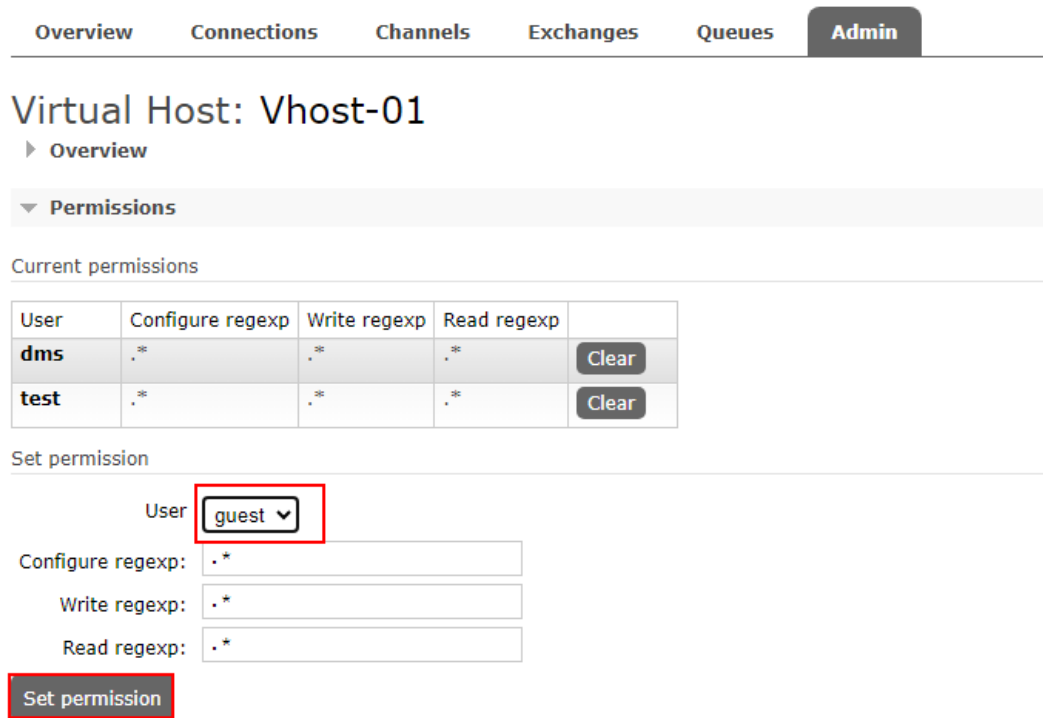 Overview Connections Channels Exchanges Queues Admin
Virtual Host: Vhost-01
Overview
Permissions
Current permissions
User Configure regexp Write regexp Read regexp
dms .* .* .* Clear
test .* .* .* Clear
Set permission
User guest
Configure regexp: .*
Write regexp: .*
Read regexp: .*
Set permission